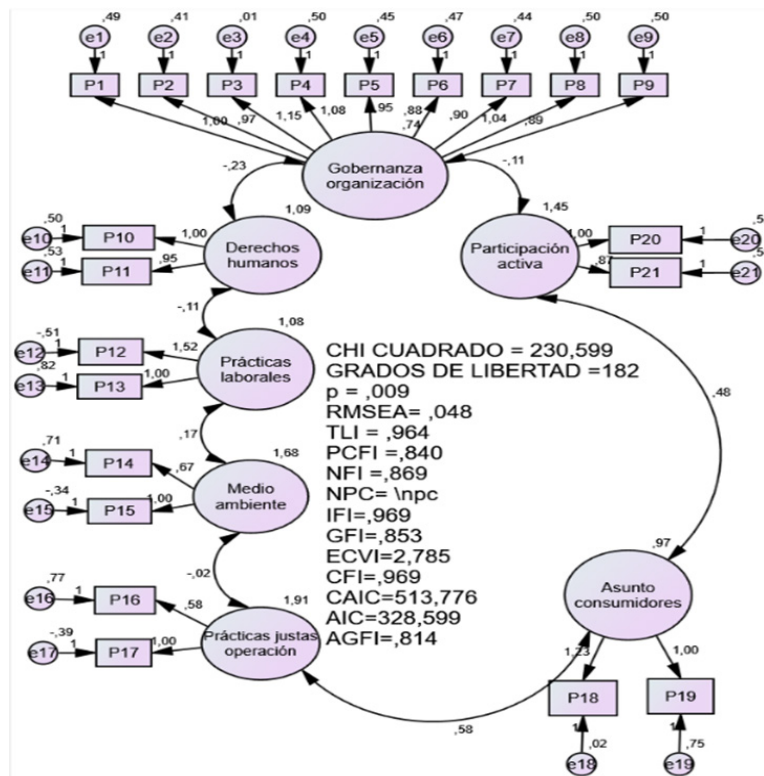 ,49 ,41 ,01 ,50 ,45 ,47 ,44 ,50 ,50
e1 e2 e3 e4 e5 e6 e7 e8 e9
1 1 1 1 1 1 1 1 1
P1 P2 P3 P4 P5 P6 P7 P8 P9
1,00 ,97 1,15 1,08 ,95 ,88 ,90 1,04 ,89
,74
Gobernanza
organización
-,23
-,11
1,09
Derechos
humanos
,50
e10 1 P10 1,00
,53
e11 1 P11 ,95
1,45
Participación
activa
1,00 P20 1 e20 ,5
,87 P21 1 e21 ,5
-,11
1,08
Prácticas
laborales
-,51
e12 1 P12 1,52
,82
e13 1 P13 1,00
,17
1,68
Medio
ambiente
,71
e14 1 P14 ,67
-,34
e15 1 P15 1,00
-,02
1,91
Prácticas justas
operación
,77
e16 1 P16 ,58
-,39
e17 1 P17 1,00
CHI CUADRADO = 230,599
GRADOS DE LIBERTAD =182
p = ,009
RMSEA= ,048
TLI = ,964
PCFI = ,840
NFI = ,869
NPC= \npc
IFI=,969
GFI=,853
ECVI=2,785
CFI=,969
CAIC=513,776
AIC=328,599
AGFI=,814
,48
,97
Asunto
consumidores
1,23 1,00
P18 P19
1 1
,02 ,75
e18 e19
,58